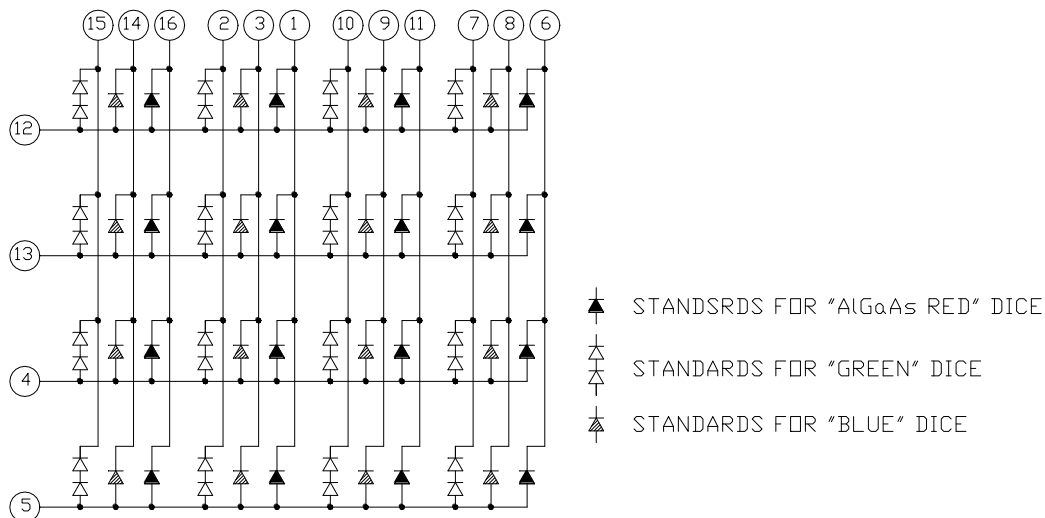 15 14 16 2 3 1 10 9 11 7 8 6
12
13
4
5
STANDSRDS FOR "AlGaAs RED" DICE
STANDARDS FOR "GREEN" DICE
STANDARDS FOR "BLUE" DICE